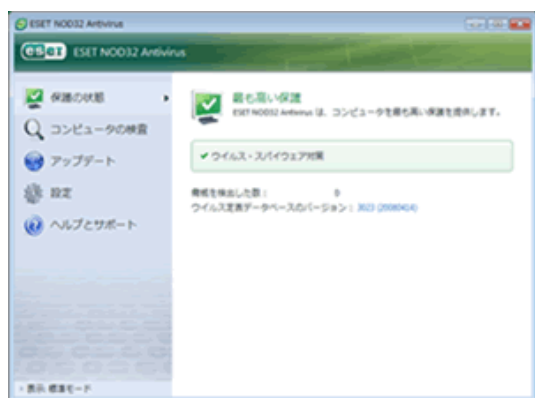 ESET NOD32 Antivirus
eset ESET NOD32 Antivirus
保護の状態
コンピュータの検査
アップデート
設定
ヘルプとサポート
最も高い保護
ESET NOD32 Antivirus は、コンピュータを最も高い保護を提供します。
ウイルス・スパイウェア対策
脅威を検出した数： 0
ウイルス定義データベースのバージョン： 3023 (20080414)
表示: 標準モード